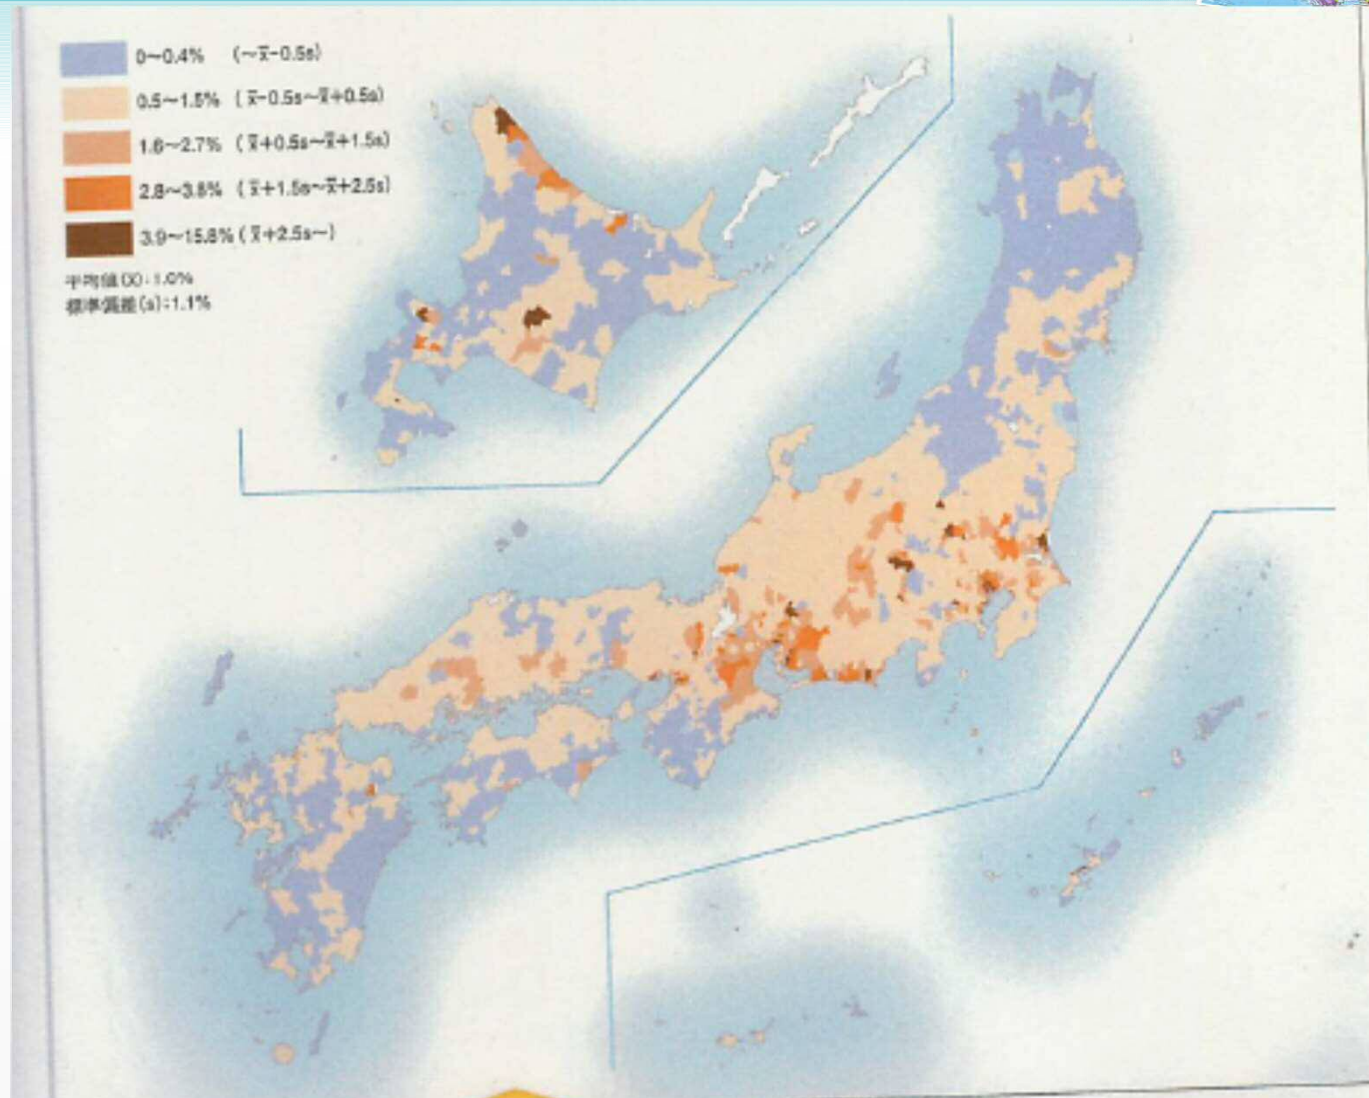 0～0.4% (～x̄-0.5s)
0.5～1.5% (x̄-0.5s～x̄+0.5s)
1.6～2.7% (x̄+0.5s～x̄+1.5s)
2.8～3.8% (x̄+1.5s～x̄+2.5s)
3.9～15.8% (x̄+2.5s～)
平均値(x̄):1.0%
標準偏差(s):1.1%